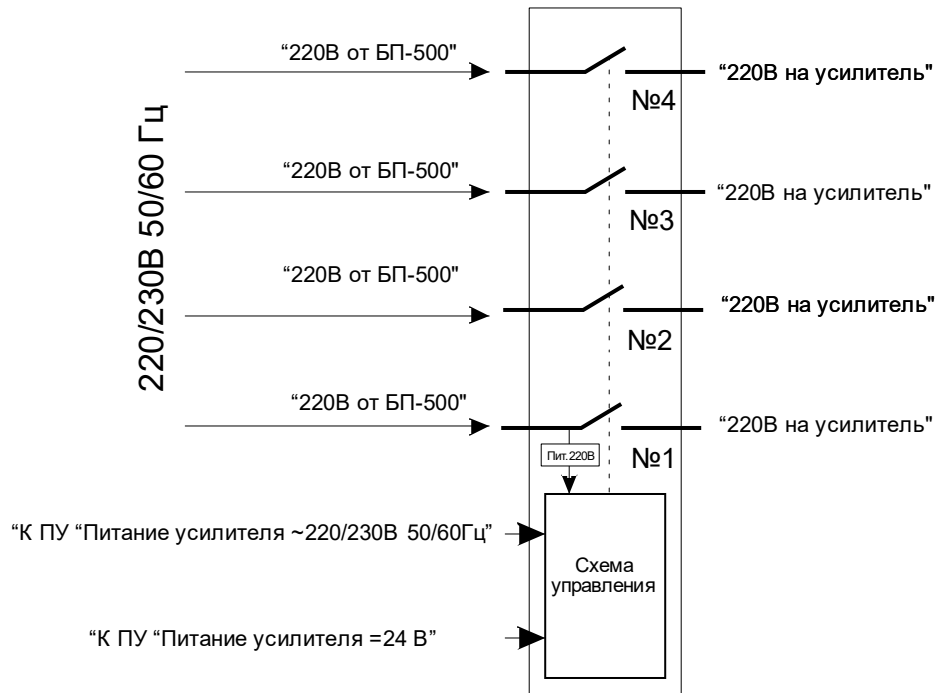 “220В от БП-500"
“220В на усилитель"
№4
220/230В 50/60 Гц
“220В от БП-500"
“220В на усилитель"
№3
“220В от БП-500"
“220В на усилитель"
№2
“220В от БП-500"
“220В на усилитель"
Пит.220В
№1
“К ПУ “Питание усилителя ~220/230В 50/60Гц”
Схема
управления
“К ПУ “Питание усилителя =24 В”